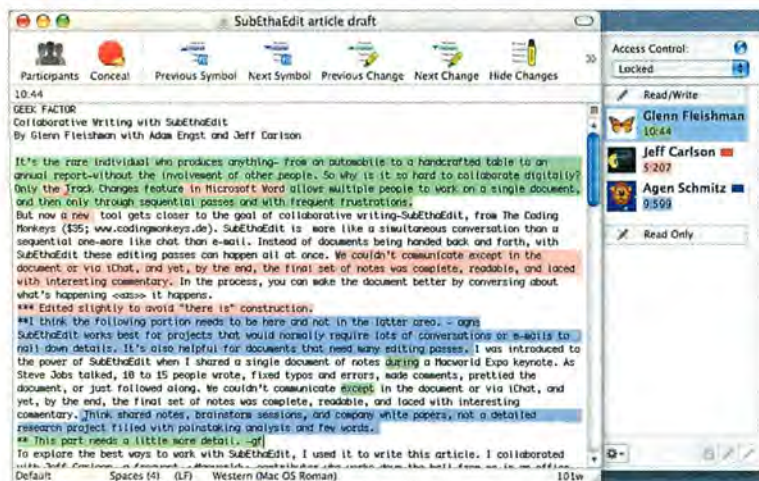 SubEthaEdit article draft
Participants Conceal Previous Symbol Next Symbol Previous Change Next Change Hide Changes
10:44
GEEK FACTOR
Collaborative Writing with SubEthaEdit
By Glenn Fleishman with Adam Engst and Jeff Carlson
It's the rare individual who produces anything- from an automobile to a handcrafted table to an
annual report-without the involvement of other people. So why is it so hard to collaborate digitally?
Only the Track Changes feature in Microsoft Word allows multiple people to work on a single document,
and then only through sequential passes and with frequent frustrations.
But now a new tool gets closer to the goal of collaborative writing-SubEthaEdit, from The Coding
Monkeys ($35; www.codingmonkeys.de). SubEthaEdit is more like a simultaneous conversation than a
sequential one-more like chat than e-mail. Instead of documents being handed back and forth, with
SubEthaEdit these editing passes can happen all at once. We couldn't communicate except in the
document or via iChat, and yet, by the end, the final set of notes was complete, readable, and laced
with interesting commentary. In the process, you can make the document better by conversing about
what's happening <<as>> it happens.
*** Edited slightly to avoid "there is" construction.
**I think the following portion needs to be here and not in the latter area. - agns
SubEthaEdit works best for projects that would normally require lots of conversations or e-mails to
nail down details. It's also helpful for documents that need many editing passes. I was introduced to
the power of SubEthaEdit when I shared a single document of notes during a Macworld Expo keynote. As
Steve Jobs talked, 10 to 15 people wrote, fixed typos and errors, made comments, prettied the
document, or just followed along. We couldn't communicate except in the document or via iChat, and
yet, by the end, the final set of notes was complete, readable, and laced with interesting
commentary. Think shared notes, brainstorm sessions, and company white papers, not a detailed
research project filled with painstaking analysis and few words.
** This part needs a little more detail. -gf
To explore the best ways to work with SubEthaEdit, I used it to write this article. I collaborated
Default Spaces (4) (LF) Western (Mac OS Roman) 101w
Access Control:
Locked
Read/Write
Glenn Fleishman
10:44
Jeff Carlson
5:207
Agen Schmitz
9:599
Read Only